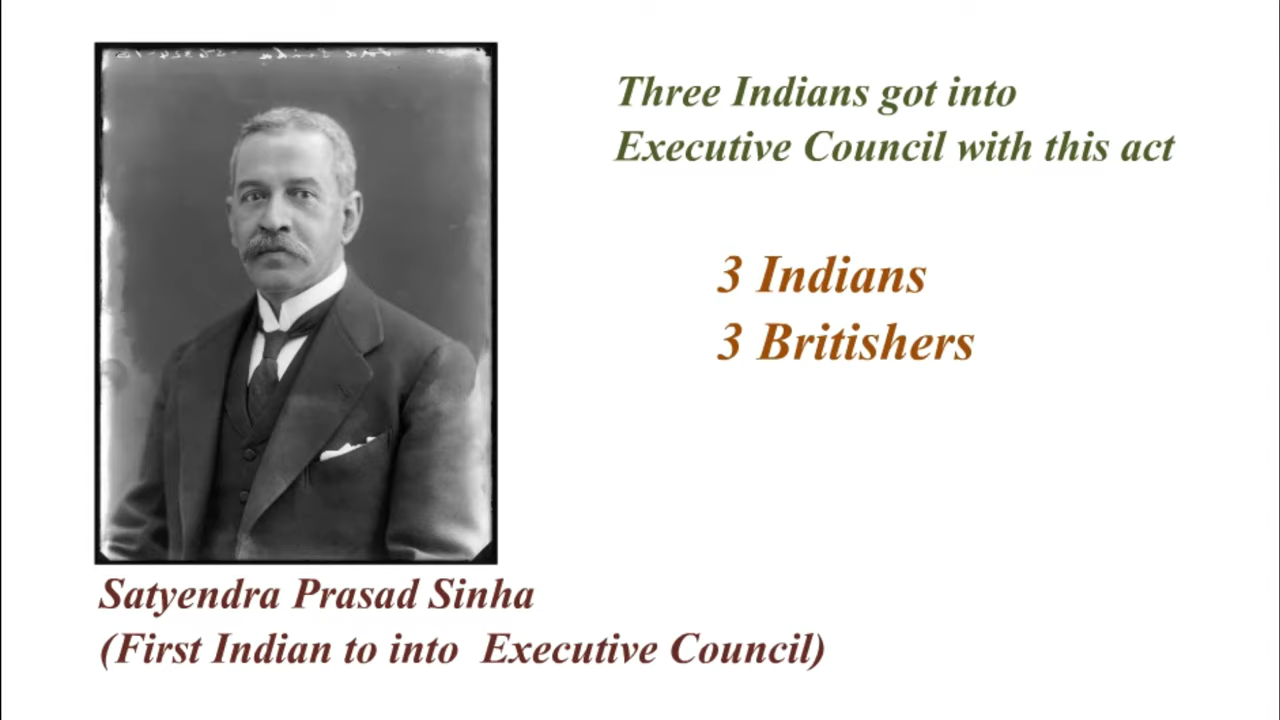 Three Indians got into
Executive Council with this act
3 Indians
3 Britishers
Satyendra Prasad Sinha
(First Indian to into Executive Council)